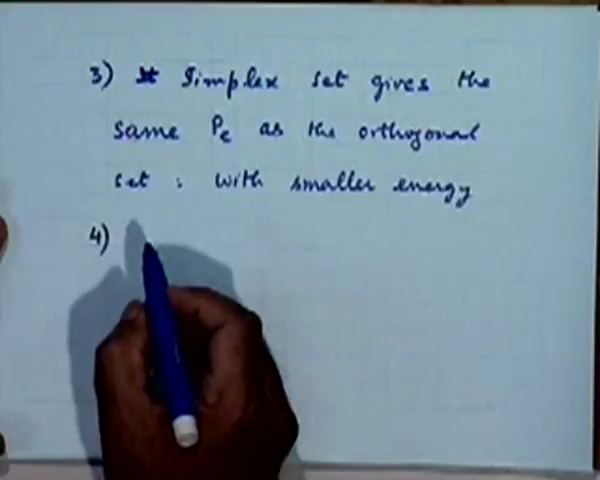 3) Simplex set gives the
same Pe as the orthogonal
set : with smaller energy
4)